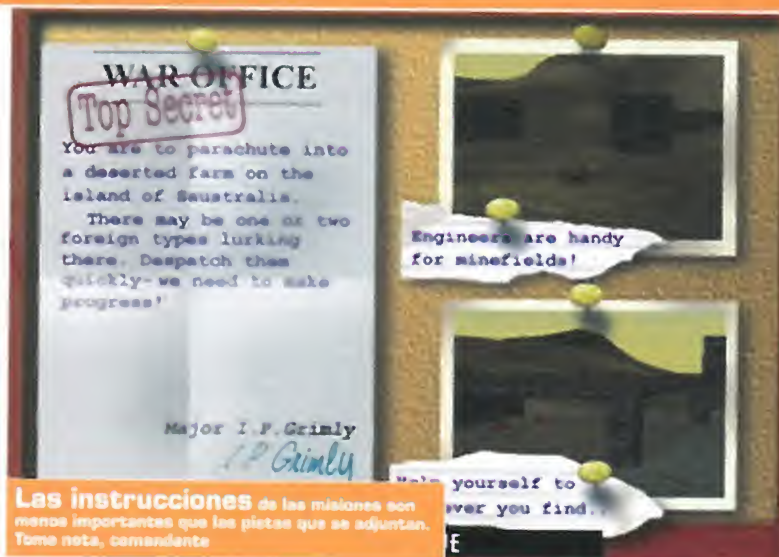 WAR OFFICE
Top Secret
You are to parachute into
a deserted farm on the
island of Saustralia.
There may be one or two
foreign types lurking
there. Despatch them
quickly-we need to make
progress!
Major I.P.Grimly
I.P. Grimly
Engineers are handy
for minefields!
yourself to
ever you find..
Las instrucciones de las misiones son
menos importantes que las pistas que se adjuntan.
Tome nota, comandante